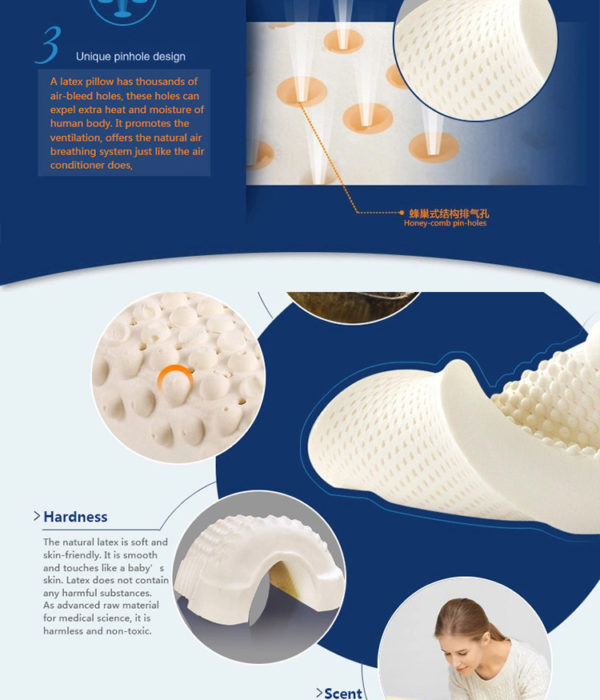 3
Unique pinhole design
A latex pillow has thousands of
air-bleed holes, these holes can
expel extra heat and moisture of
human body. It promotes the
ventilation, offers the natural air
breathing system just like the air
conditioner does,
蜂巢式结构排气孔
Honey-comb pin-holes
>Hardness
The natural latex is soft and
skin-friendly. It is smooth
and touches like a baby' s
skin. Latex does not contain
any harmful substances.
As advanced raw material
for medical science, it is
harmless and non-toxic.
>Scent